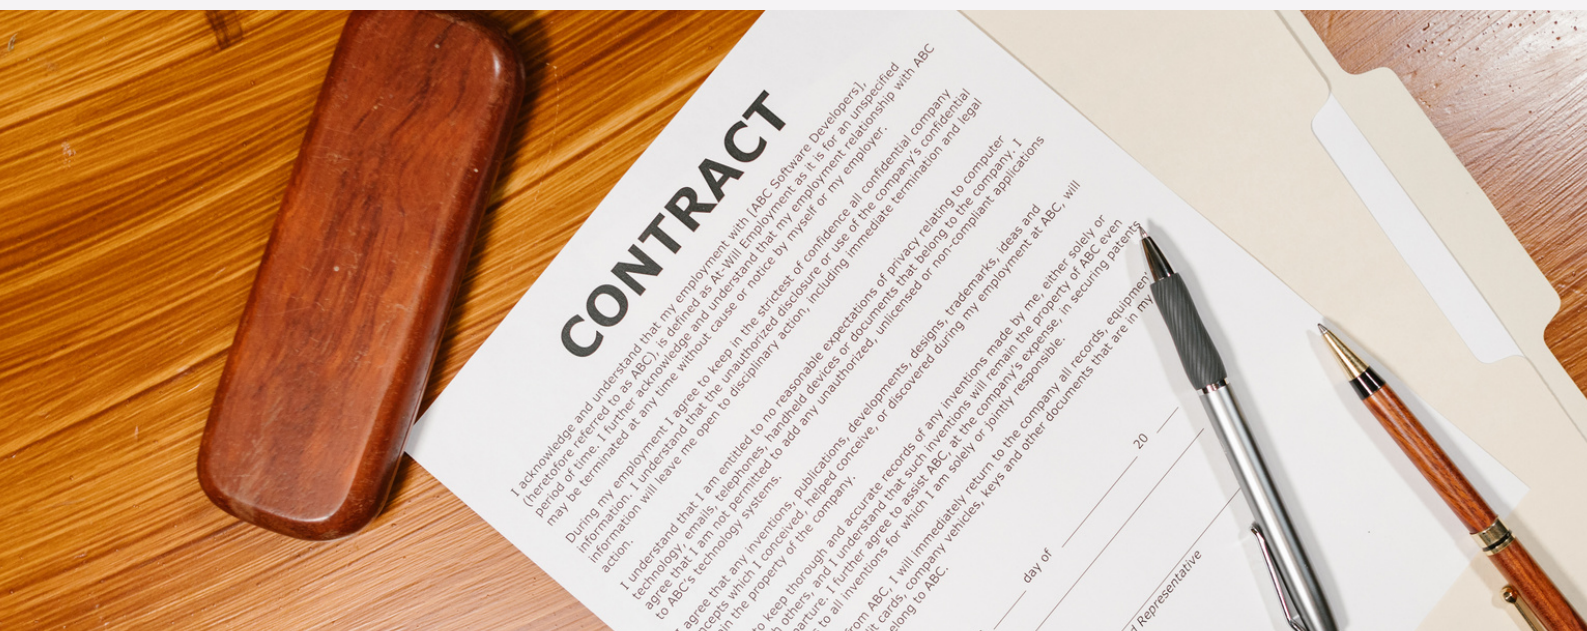 CONTRACT
I acknowledge and understand that my employment with [ABC Software Developers],
(heretofore referred to as ABC), is defined as At-Will Employment as it is for an unspecified
period of time. I further acknowledge and understand that my employment relationship with ABC
may be terminated at any time without cause or notice by myself or my employer.
During my employment I agree to keep in the strictest of confidence all confidential company
information. I understand that the unauthorized disclosure or use of the company's confidential
information will leave me open to disciplinary action, including immediate termination and legal
action.
I understand that I am entitled to no reasonable expectations of privacy relating to computer
technology, emails, telephones, handheld devices or documents that belong to the company. I
agree that I am not permitted to add any unauthorized, unlicensed or non-compliant applications
to ABC's technology systems.
agree that any inventions, publications, developments, designs, trademarks, ideas and
which I conceived, helped conceive, or discovered during my employment at ABC, will
the property of the company.
to keep thorough and accurate records of any inventions made by me, either solely or
others, and I understand that such inventions will remain the property of ABC even
I further agree to assist ABC, at the company's expense, in securing patents
to all inventions for which I am solely or jointly responsible.
from ABC, I will immediately return to the company all records,
cards, company vehicles, keys and other documents that are in my
to ABC.
day of
20
Representative